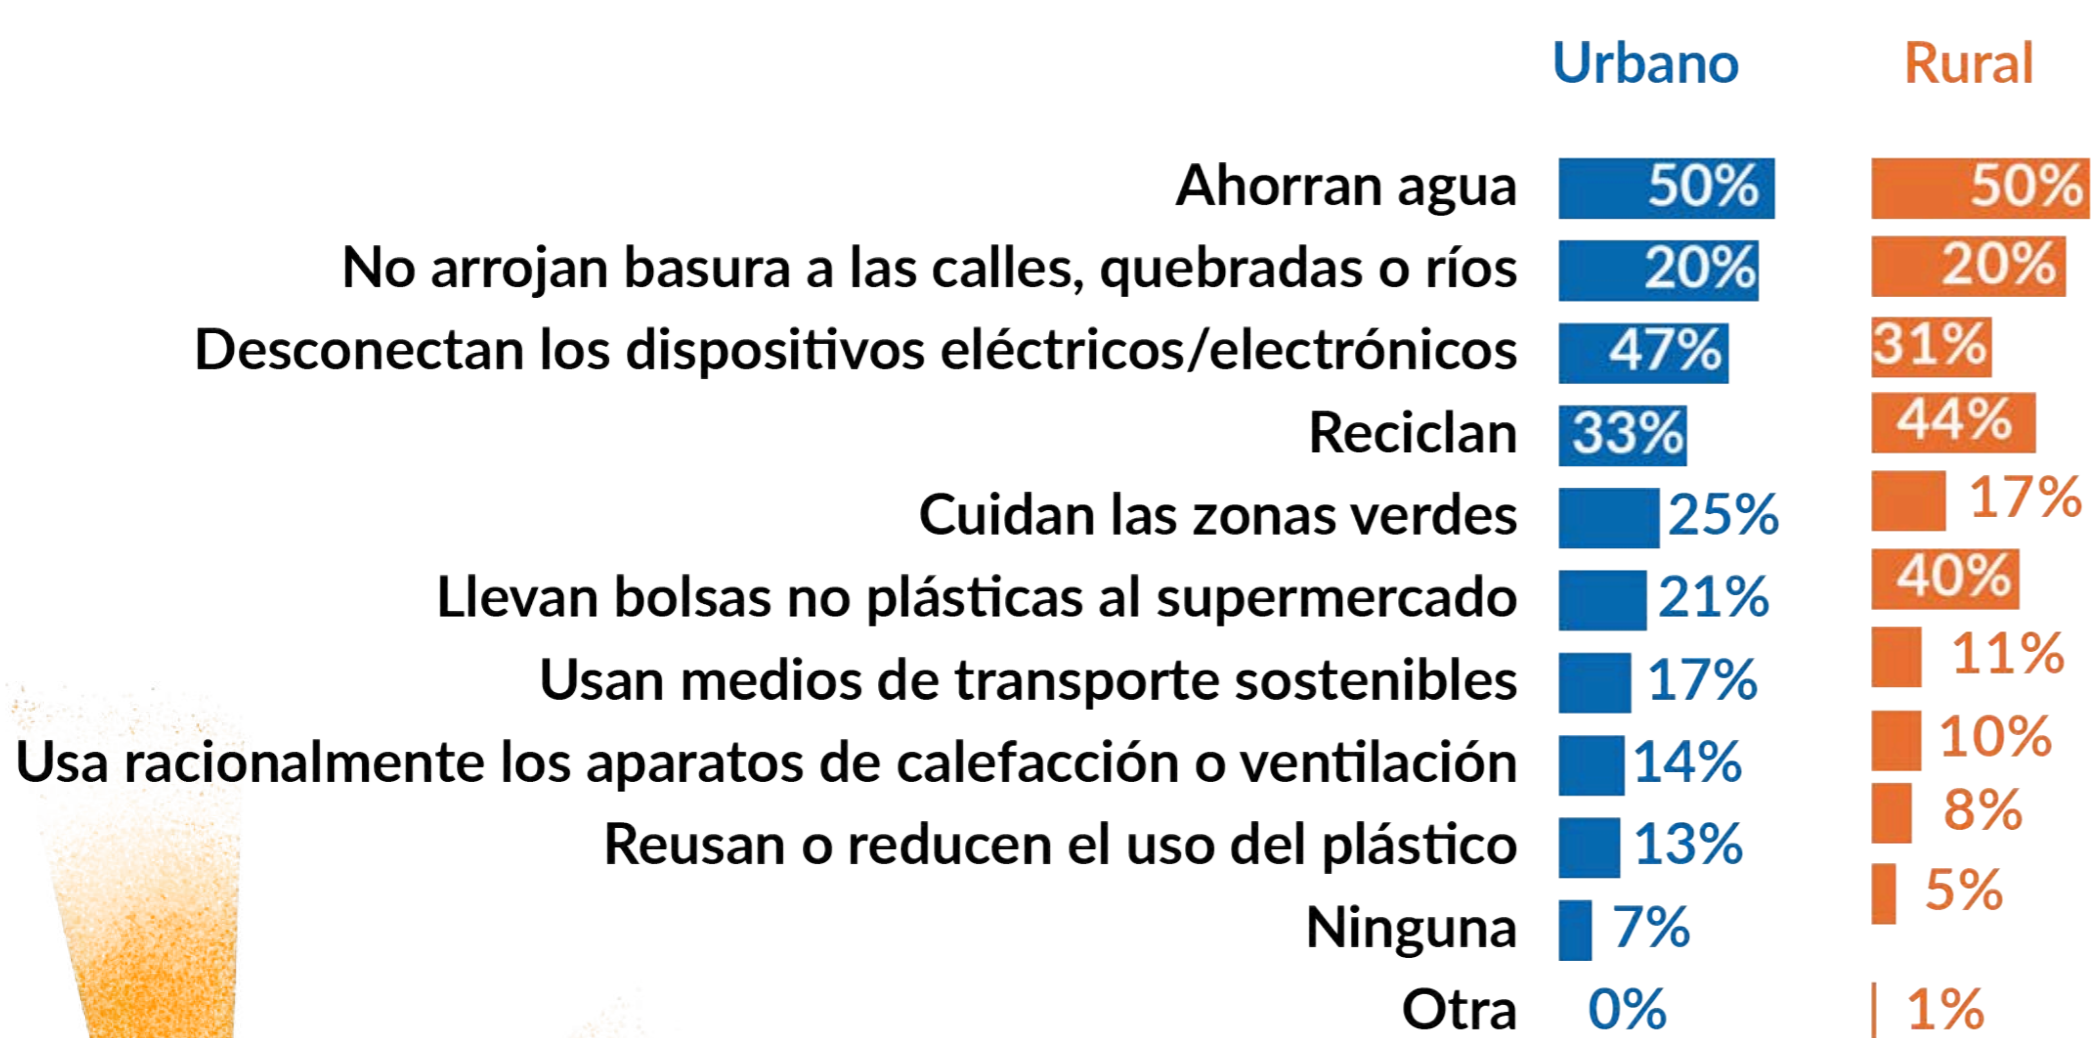 Urbano Rural
Ahorran agua 50% 50%
No arrojan basura a las calles, quebradas o ríos 20% 20%
Desconectan los dispositivos eléctricos/electrónicos 47% 31%
Reciclan 33% 44%
Cuidan las zonas verdes 25% 17%
Llevan bolsas no plásticas al supermercado 21% 40%
Usan medios de transporte sostenibles 17% 11%
Usa racionalmente los aparatos de calefacción o ventilación 14% 10%
Reusan o reducen el uso del plástico 13% 8%
Ninguna 7% 5%
Otra 0% 1%